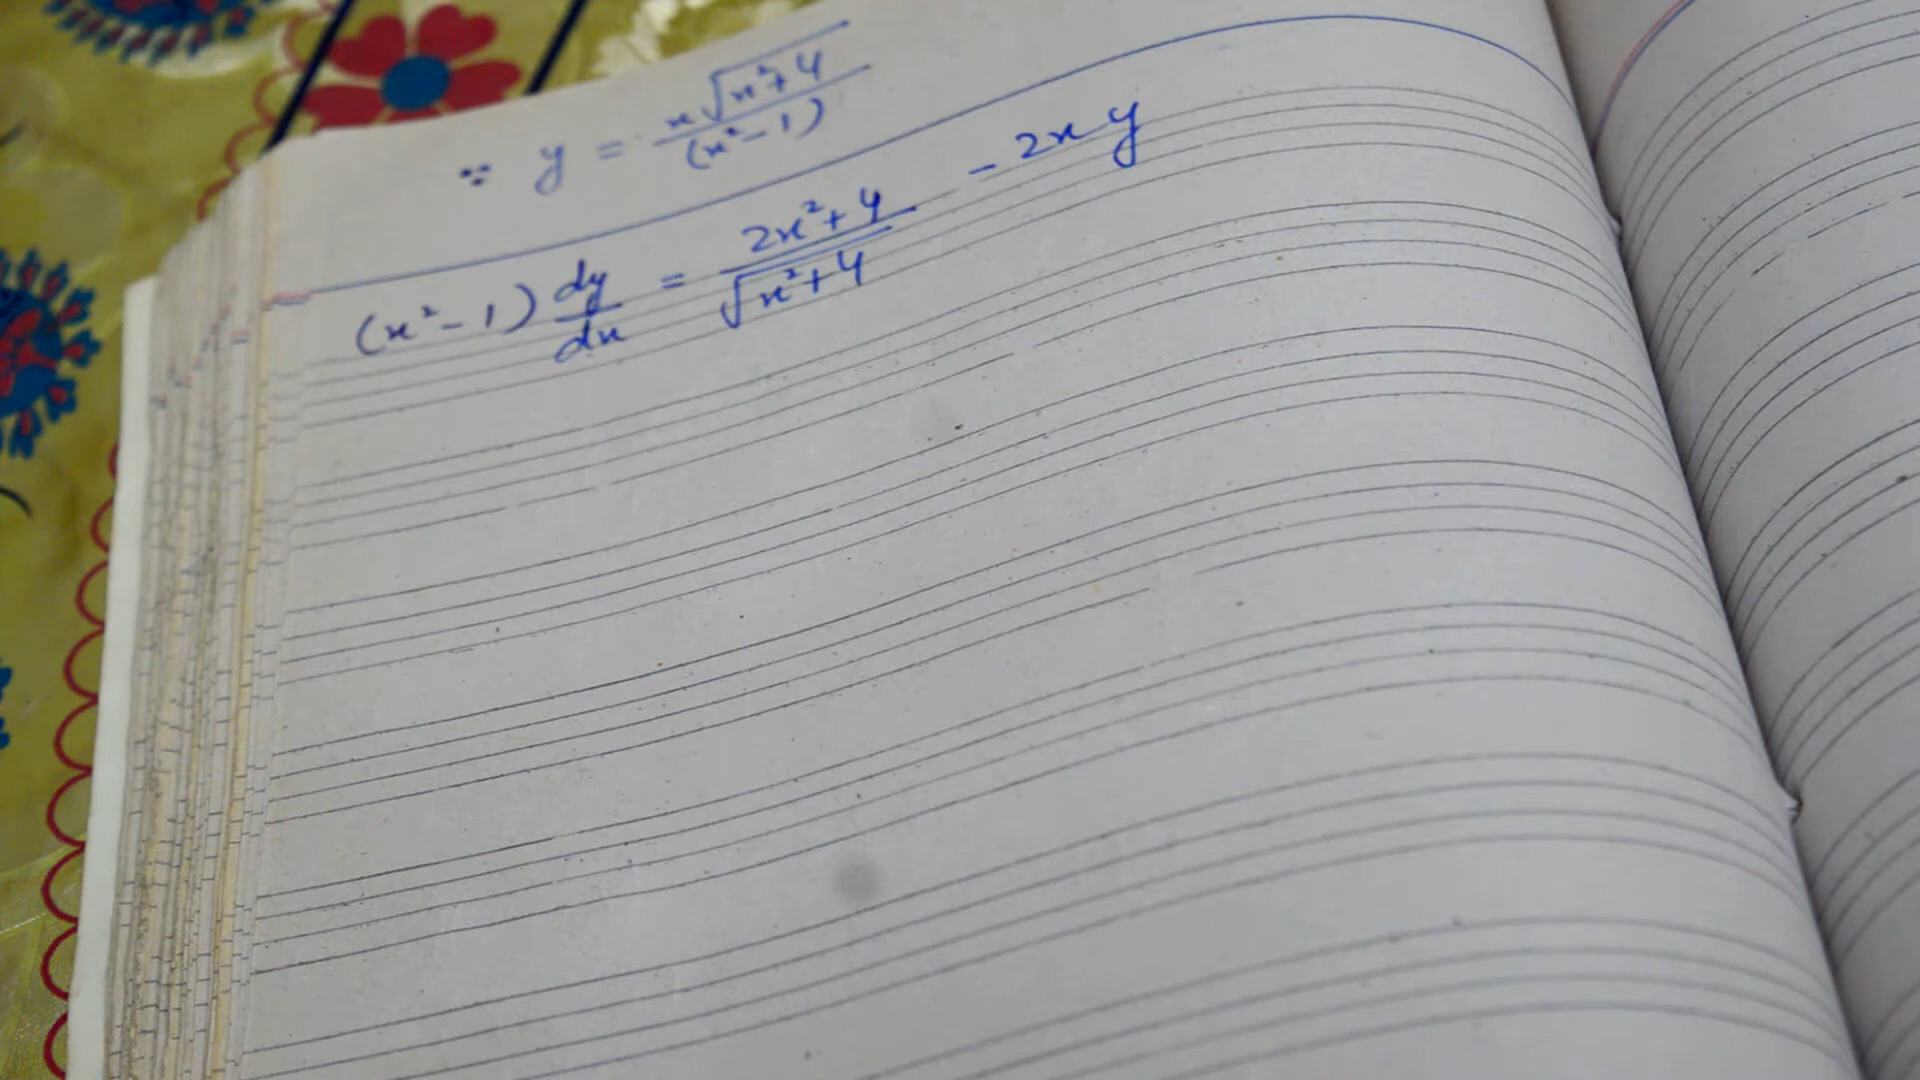 ∵ y = x√(x²+4) / (x²-1)
(x²-1) dy/dx = (2x²+4) / √(x²+4) - 2xy